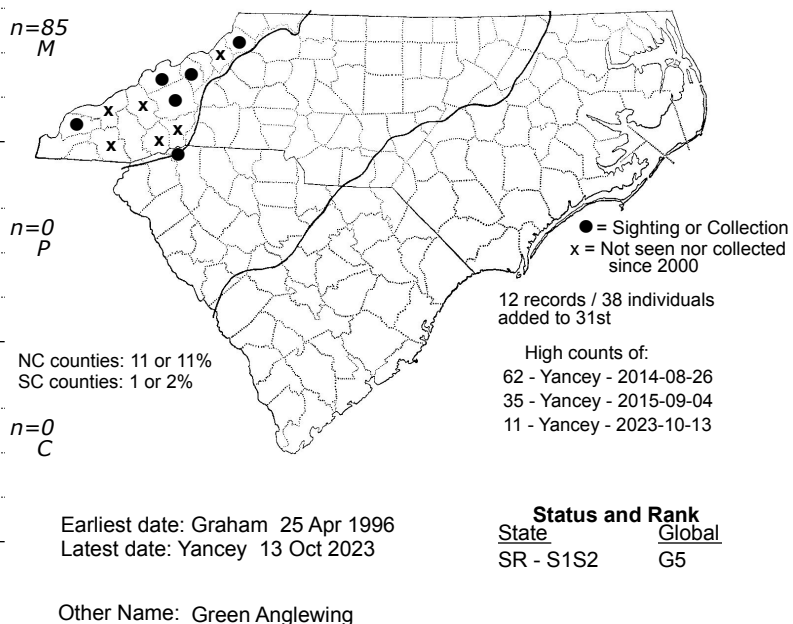 n=85
M
n=0
P
● = Sighting or Collection
x = Not seen nor collected
since 2000
12 records / 38 individuals
added to 31st
NC counties: 11 or 11%
SC counties: 1 or 2%
High counts of:
62 - Yancey - 2014-08-26
35 - Yancey - 2015-09-04
11 - Yancey - 2023-10-13
n=0
C
Earliest date: Graham 25 Apr 1996
Latest date: Yancey 13 Oct 2023
Status and Rank
State Global
SR - S1S2 G5
Other Name: Green Anglewing